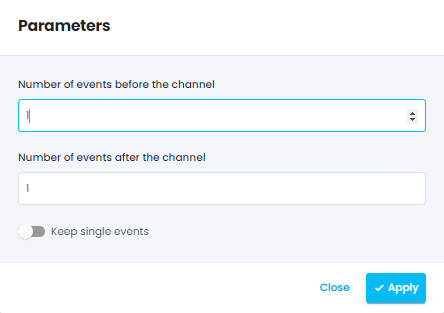 Parameters
Number of events before the channel
1
Number of events after the channel
1
Keep single events
Close
Apply